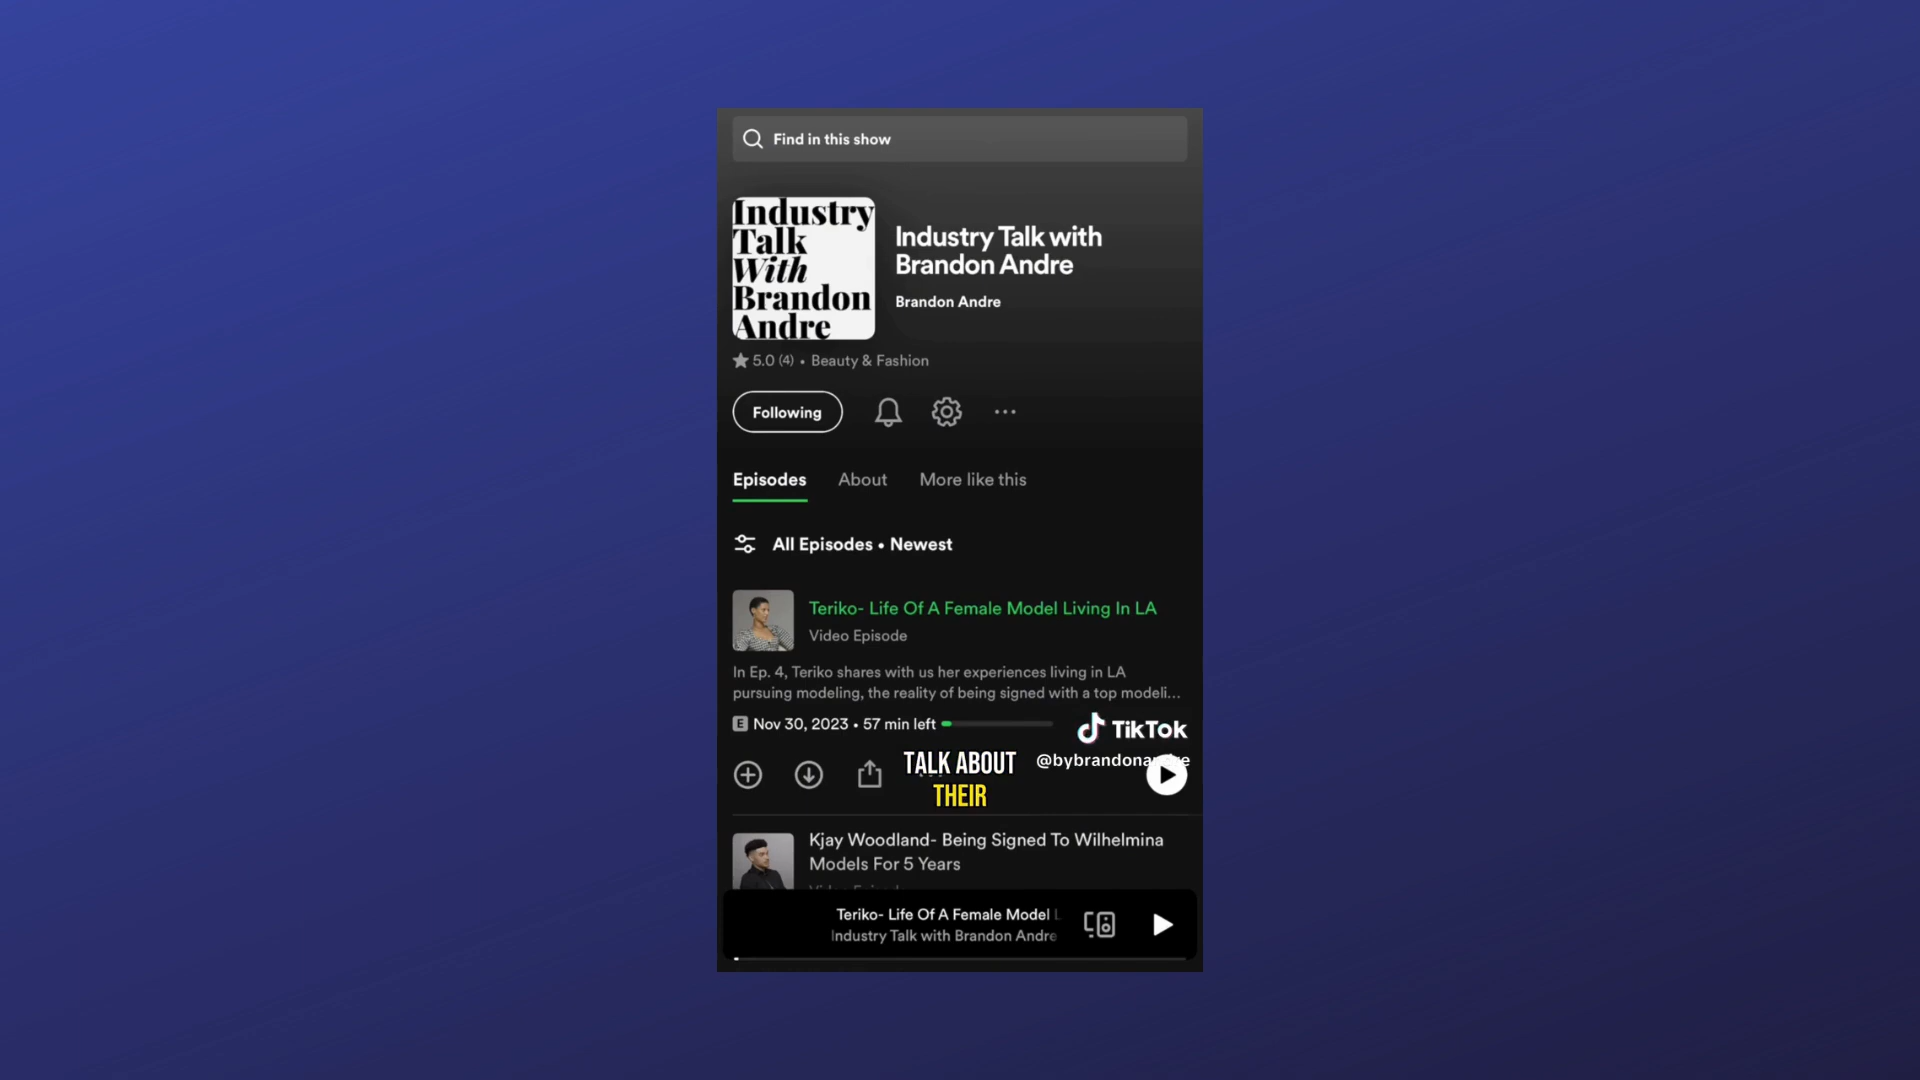 Find in this show
Industry
Talk
With
Brandon
Andre
Industry Talk with
Brandon Andre
Brandon Andre
5.0 (4) • Beauty & Fashion
Following
Episodes About More like this
All Episodes • Newest
Teriko- Life Of A Female Model Living In LA
Video Episode
In Ep. 4, Teriko shares with us her experiences living in LA
pursuing modeling, the reality of being signed with a top modeli...
E Nov 30, 2023 • 57 min left
TikTok
@bybrandonandre
TALK ABOUT
THEIR
Kjay Woodland- Being Signed To Wilhelmina
Models For 5 Years
Teriko- Life Of A Female Model L
Industry Talk with Brandon Andre